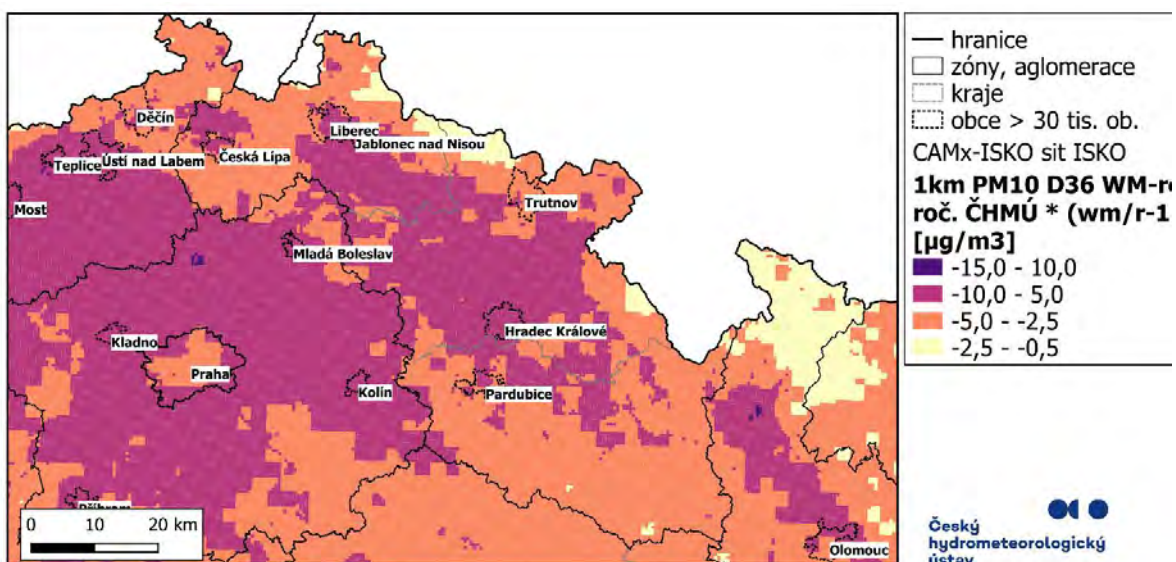 Děčín
Liberec
Jablonec nad Nisou
Teplice
Ústí nad Labem
Česká Lípa
Most
Trutnov
Mladá Boleslav
Hradec Králové
Kladno
Praha
Kolín
Pardubice
Olomouc
0 10 20 km
hranice
zóny, aglomerace
kraje
obce > 30 tis. ob.
CAMx-ISKO sit ISKO
1km PM10 D36 WM-r
roč. ČHMÚ * (wm/r-1
[µg/m3]
-15,0 - 10,0
-10,0 - 5,0
-5,0 - -2,5
-2,5 - -0,5
Český
hydrometeorologický
ústav